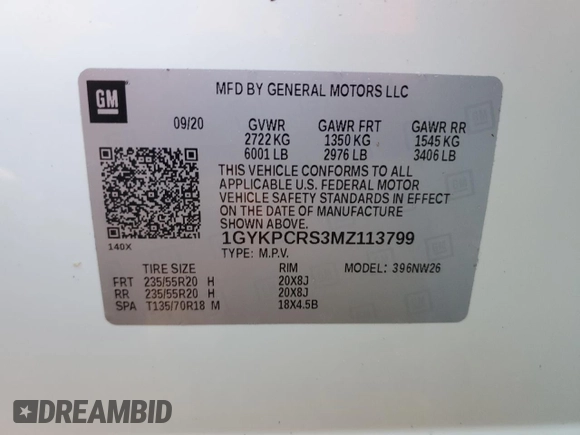 GM
MFD BY GENERAL MOTORS LLC
09/20 GVWR GAWR FRT GAWR RR
2722 KG 1350 KG 1545 KG
6001 LB 2976 LB 3406 LB
THIS VEHICLE CONFORMS TO ALL
APPLICABLE U.S. FEDERAL MOTOR
VEHICLE SAFETY STANDARDS IN EFFECT
ON THE DATE OF MANUFACTURE
SHOWN ABOVE.
140X
1GYKPCRS3MZ113799
TYPE: M.P.V.
TIRE SIZE RIM MODEL: 396NW26
FRT 235/55R20 H 20X8J
RR 235/55R20 H 20X8J
SPA T135/70R18 M 18X4.5B
DREAMBID